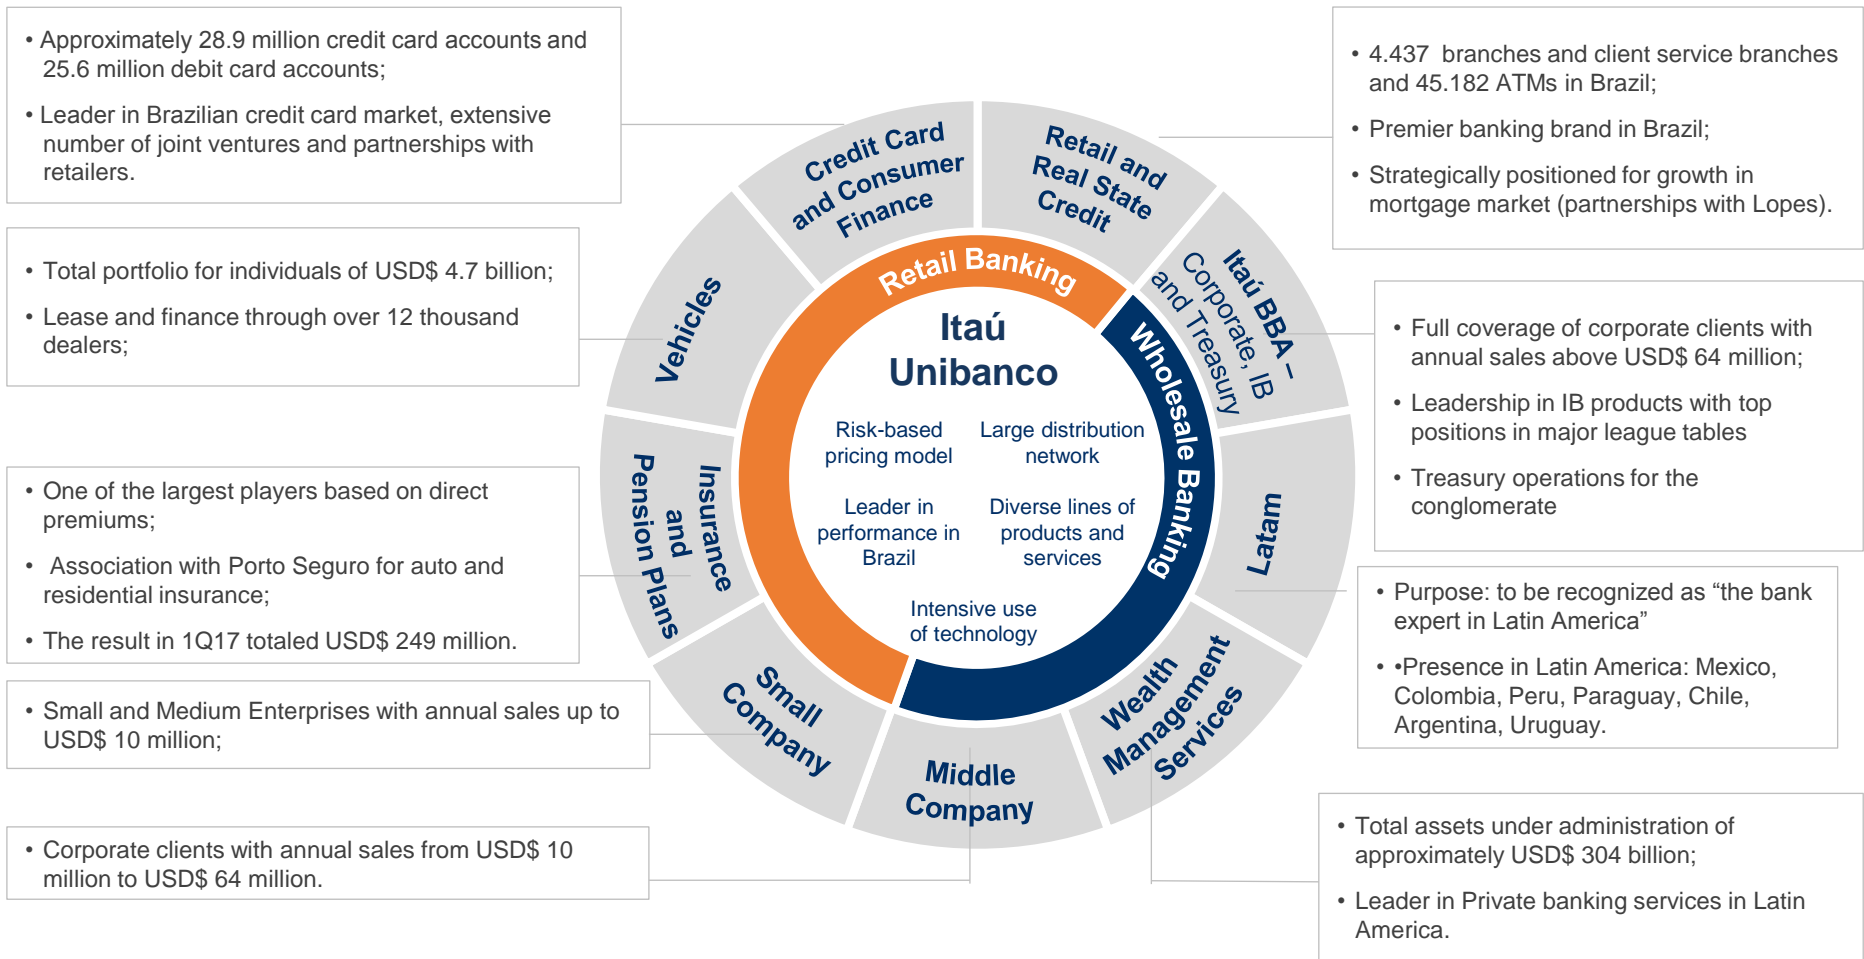 • Approximately 28.9 million credit card accounts and
25.6 million debit card accounts;
• Leader in Brazilian credit card market, extensive
number of joint ventures and partnerships with
retailers.
• Total portfolio for individuals of USD$ 4.7 billion;
• Lease and finance through over 12 thousand
dealers;
• One of the largest players based on direct
premiums;
• Association with Porto Seguro for auto and
residential insurance;
• The result in 1Q17 totaled USD$ 249 million.
• Small and Medium Enterprises with annual sales up to
USD$ 10 million;
• Corporate clients with annual sales from USD$ 10
million to USD$ 64 million.
Credit Card
and Consumer
Finance
Retail and
Real State
Credit
Itaú BBA –
Corporate, IB
and Treasury
Latam
Wealth
Management
Services
Middle
Company
Small
Company
Insurance
and
Pension Plans
Vehicles
Retail Banking
Wholesale Banking
Itaú
Unibanco
Risk-based
pricing model
Large distribution
network
Leader in
performance in
Brazil
Diverse lines of
products and
services
Intensive use
of technology
• 4.437 branches and client service branches
and 45.182 ATMs in Brazil;
• Premier banking brand in Brazil;
• Strategically positioned for growth in
mortgage market (partnerships with Lopes).
• Full coverage of corporate clients with
annual sales above USD$ 64 million;
• Leadership in IB products with top
positions in major league tables
• Treasury operations for the
conglomerate
• Purpose: to be recognized as “the bank
expert in Latin America”
• •Presence in Latin America: Mexico,
Colombia, Peru, Paraguay, Chile,
Argentina, Uruguay.
• Total assets under administration of
approximately USD$ 304 billion;
• Leader in Private banking services in Latin
America.